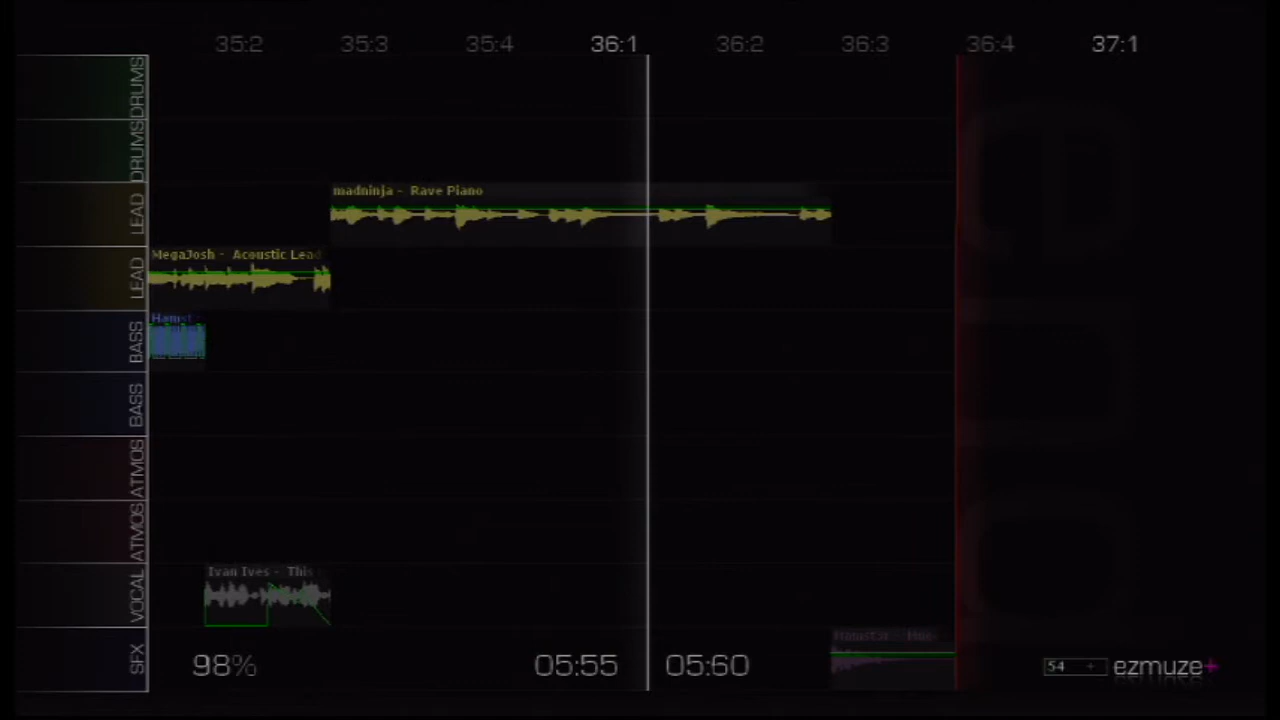 35:2 35:3 35:4 36:1 36:2 36:3 36:4 37:1
DRUMS
DRUMS
LEAD
madninja - Rave Piano
LEAD
MegaJosh - Acoustic Lead
BASS
BASS
ATMOS
ATMOS
VOCAL
Ivan Ives - This
SFX
98% 05:55 05:60
54 + ezmuze+